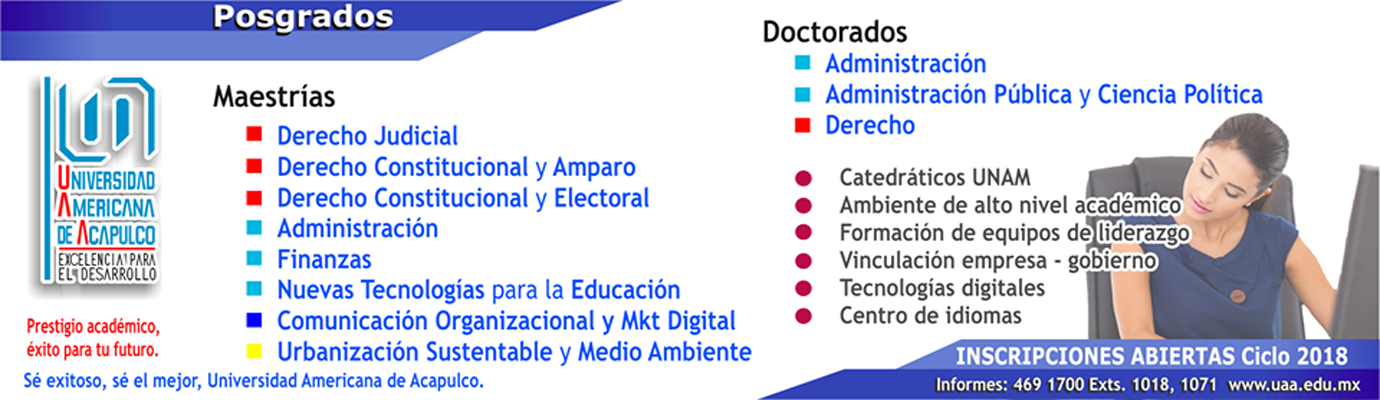 Posgrados
UNIVERSIDAD
AMERICANA
DE ACAPULCO
EXCELENCIA PARA
EL DESARROLLO
Prestigio académico,
éxito para tu futuro.
Maestrías
Derecho Judicial
Derecho Constitucional y Amparo
Derecho Constitucional y Electoral
Administración
Finanzas
Nuevas Tecnologías para la Educación
Comunicación Organizacional y Mkt Digital
Urbanización Sustentable y Medio Ambiente
Sé exitoso, sé el mejor, Universidad Americana de Acapulco.
Doctorados
Administración
Administración Pública y Ciencia Política
Derecho
Catedráticos UNAM
Ambiente de alto nivel académico
Formación de equipos de liderazgo
Vinculación empresa - gobierno
Tecnologías digitales
Centro de idiomas
INSCRIPCIONES ABIERTAS Ciclo 2018
Informes: 469 1700 Exts. 1018, 1071 www.uaa.edu.mx